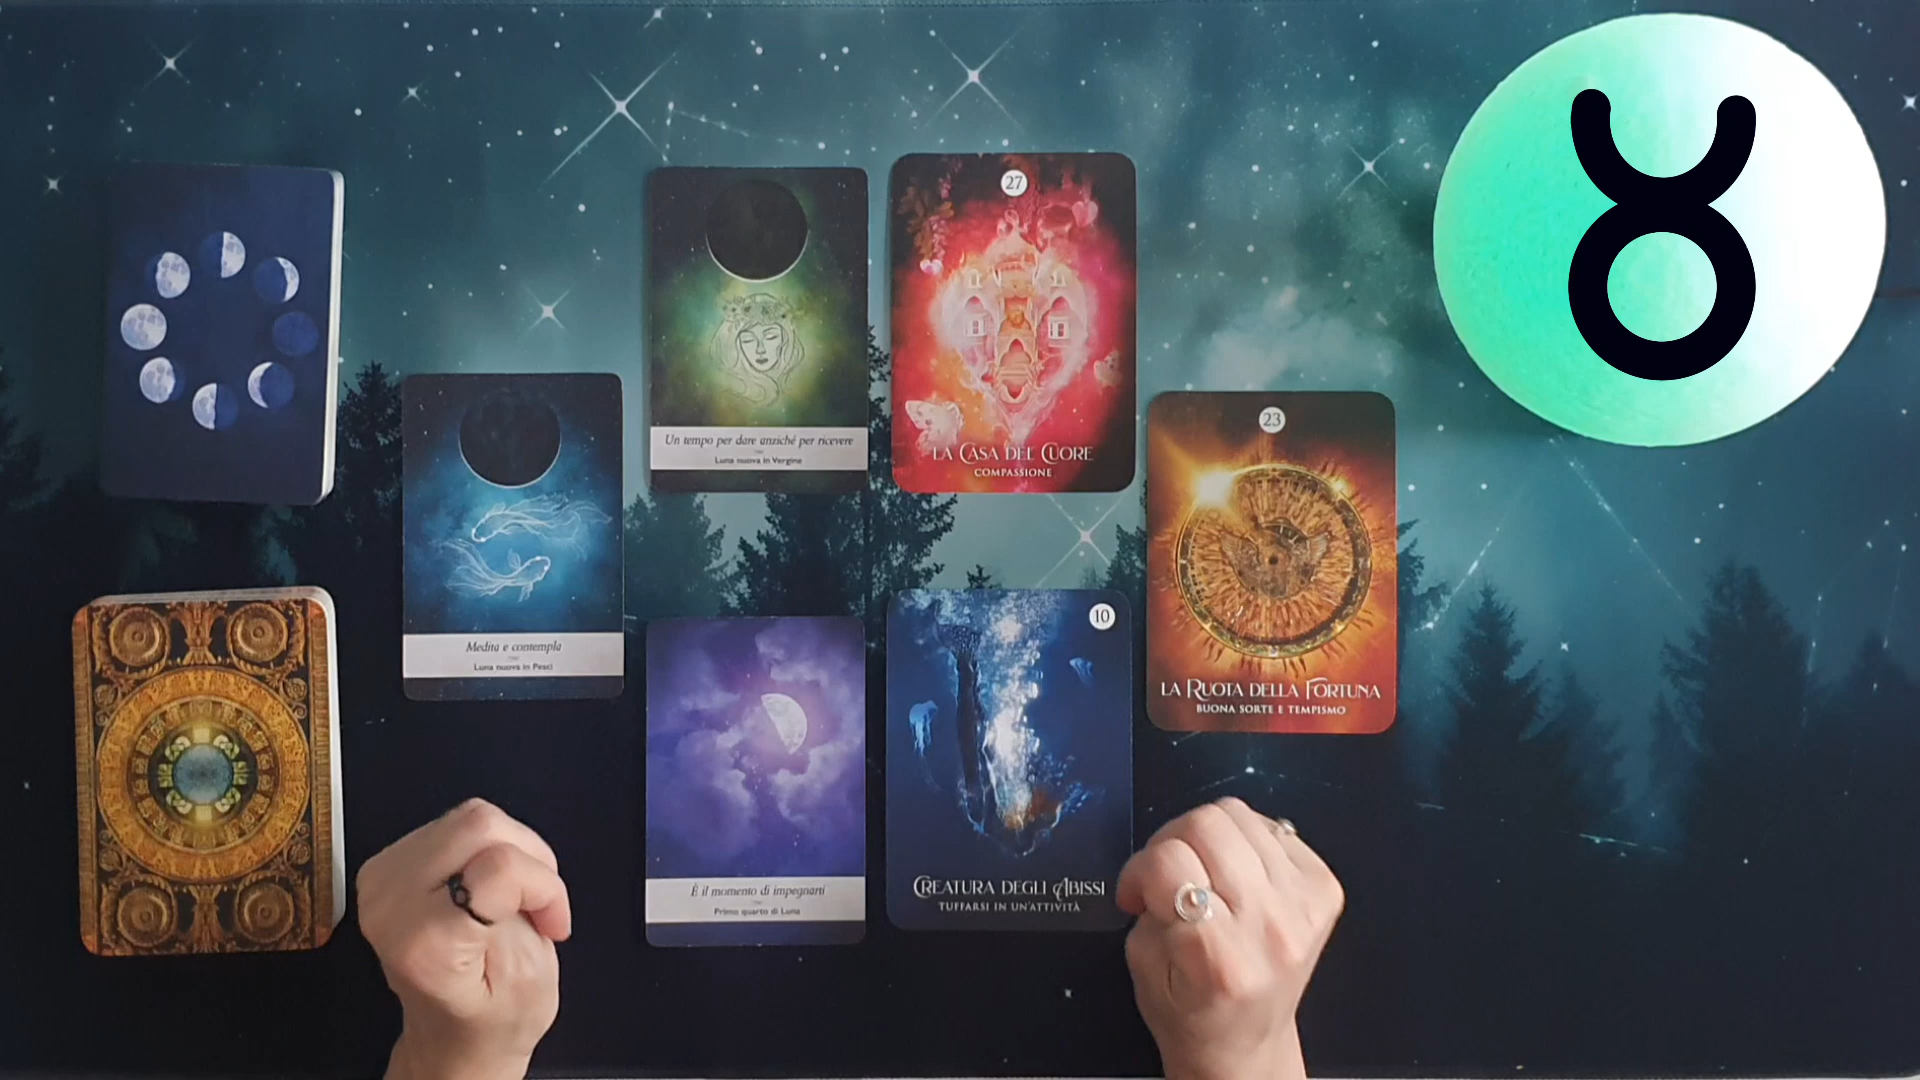 Medita e contempla
Luna nuova in Pesci
Un tempo per dare anziché per ricevere
Luna nuova in Vergine
27
LA CASA DEL CUORE
COMPASSIONE
È il momento di impegnarti
Primo quarto di Luna
10
CREATURA DEGLI ABISSI
TUFFARSI IN UN'ATTIVITÀ
23
LA RUOTA DELLA FORTUNA
BUONA SORTE E TEMPISMO